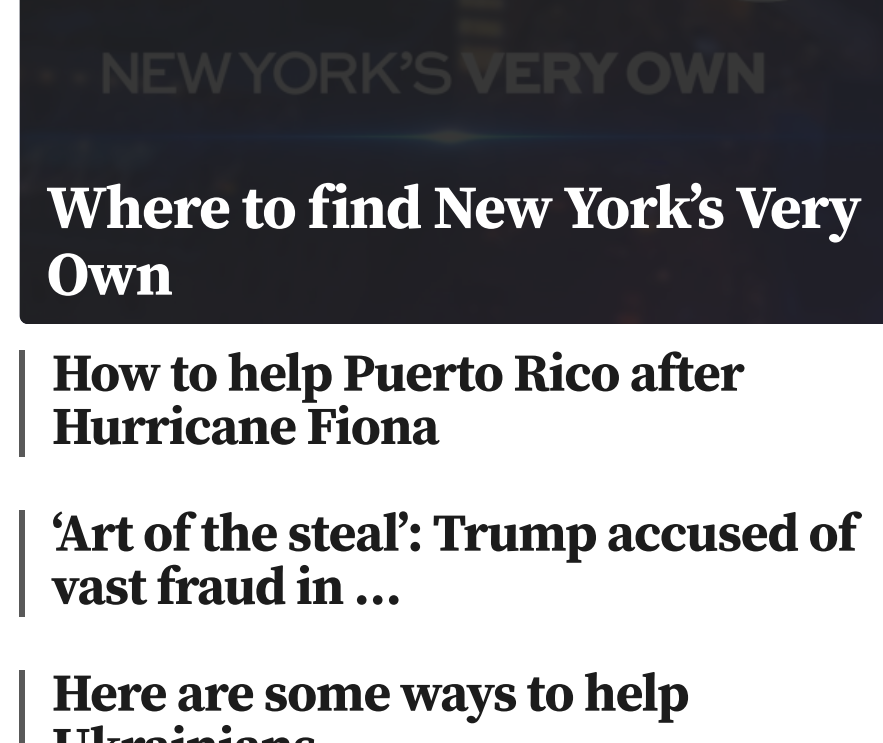 NEW YORK’S VERY OWN
Where to find New York’s Very
Own
How to help Puerto Rico after
Hurricane Fiona
‘Art of the steal’: Trump accused of
vast fraud in …
Here are some ways to help
Ukrainians